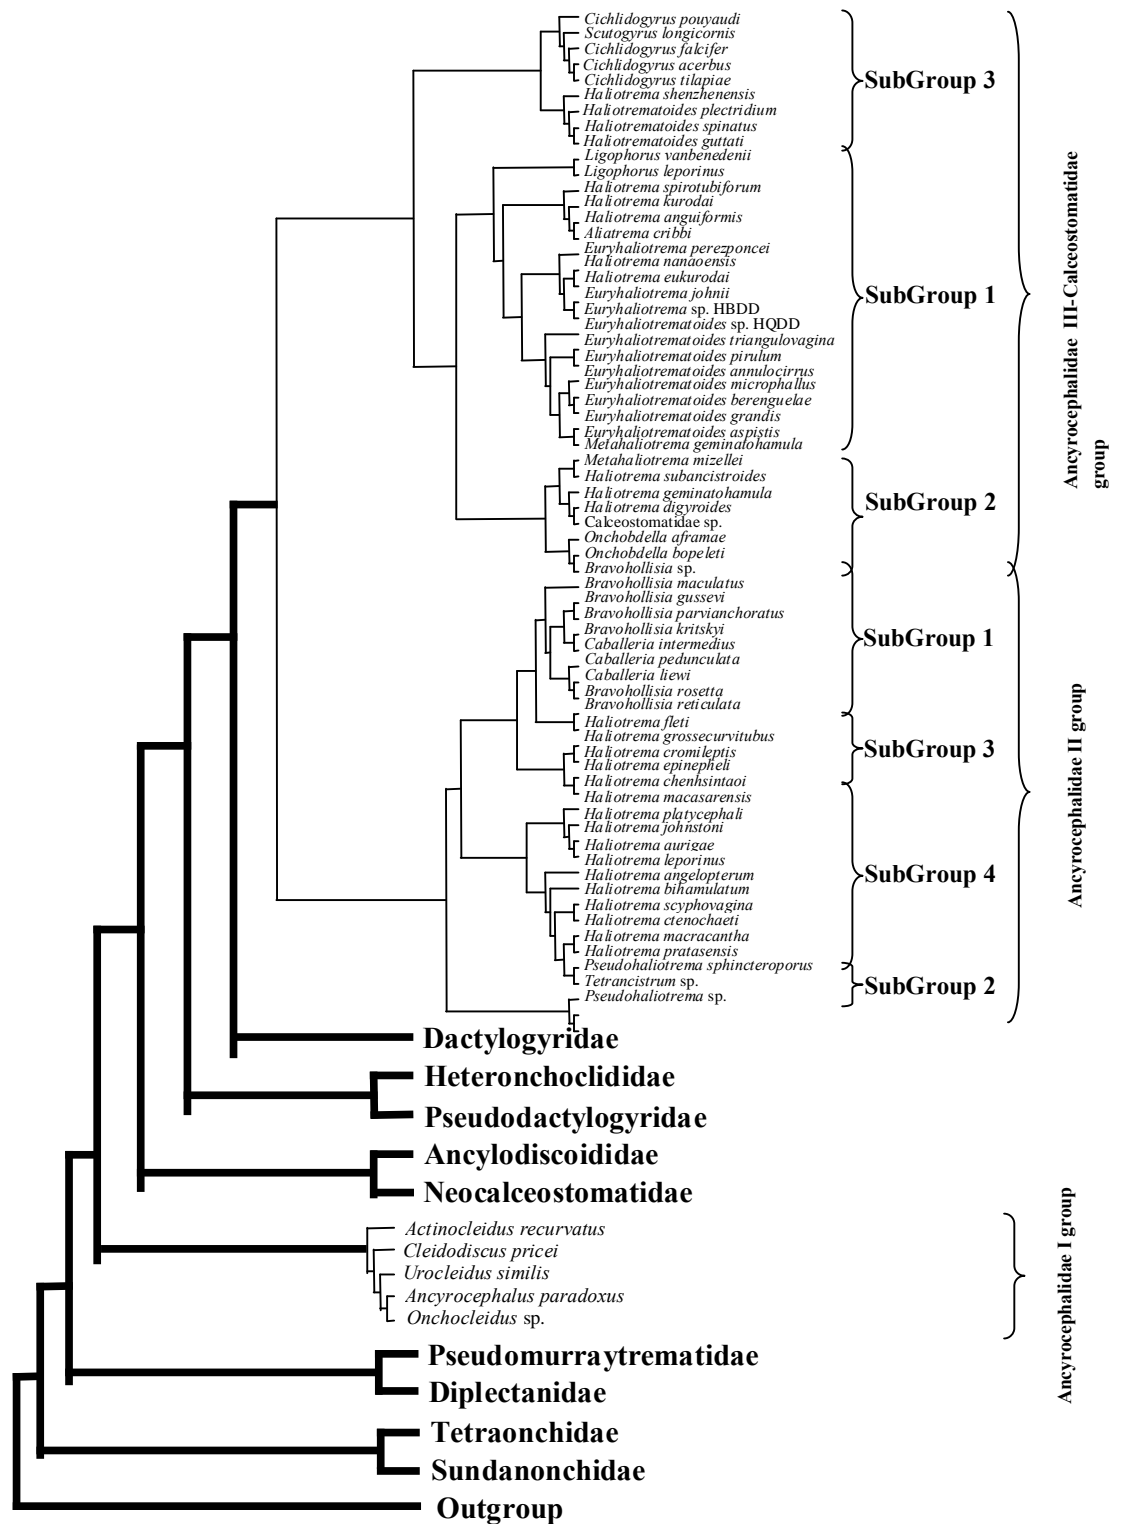 Cichlidogyrus pouyaudi
Scutogyrus longicornis
Cichlidogyrus falcifer
Cichlidogyrus acerbus
Cichlidogyrus tilapiae
Haliotrema shenzhenensis
Haliotrematoides plectridium
Haliotrematoides spinatus
Haliotrematoides guttati
SubGroup 3
Ligophorus vanbenedenii
Ligophorus leporinus
Haliotrema spirotubiforum
Haliotrema kurodai
Haliotrema anguiformis
Aliatrema cribbi
Euryhaliotrema perezponcei
Haliotrema nanaoensis
Haliotrema eukurodai
Euryhaliotrema johnii
Euryhaliotrema sp. HBDD
Euryhaliotrematoides sp. HQDD
Euryhaliotrematoides triangulovagina
Euryhaliotrematoides pirulum
Euryhaliotrematoides annulocirrus
Euryhaliotrematoides microphallus
Euryhaliotrematoides berenguelae
Euryhaliotrematoides grandis
Euryhaliotrematoides aspistis
Metahaliotrema geminatohamula
SubGroup 1
Metahaliotrema mizellei
Haliotrema subancistroides
Haliotrema geminatohamula
Haliotrema digyroides
Calceostomatidae sp.
Onchobdella aframae
Onchobdella bopeleti
Bravohollisia sp.
SubGroup 2
Ancyrocephalidae III-Calceostomatidae
group
Bravohollisia maculatus
Bravohollisia gussevi
Bravohollisia parvianchoratus
Bravohollisia kritskyi
Caballeria intermedius
Caballeria pedunculata
Caballeria liewi
Bravohollisia rosetta
Bravohollisia reticulata
SubGroup 1
Haliotrema fleti
Haliotrema grossecurvitubus
Haliotrema cromileptis
Haliotrema epinepheli
Haliotrema chenhsintaoi
Haliotrema macasarensis
SubGroup 3
Haliotrema platycephali
Haliotrema johnstoni
Haliotrema aurigae
Haliotrema leporinus
Haliotrema angelopterum
Haliotrema bihamulatum
Haliotrema scyphovagina
Haliotrema ctenochaeti
Haliotrema macracantha
Haliotrema pratasensis
SubGroup 4
Pseudohaliotrema sphincteroporus
Tetrancistrum sp.
Pseudohaliotrema sp.
SubGroup 2
Ancyrocephalidae II group
Dactylogyridae
Heteronchoclididae
Pseudodactylogyridae
Ancylodiscoididae
Neocalceostomatidae
Actinocleidus recurvatus
Cleidodiscus pricei
Urocleidus similis
Ancyrocephalus paradoxus
Onchocleidus sp.
Ancyrocephalidae I group
Pseudomurraytrematidae
Diplectanidae
Tetraonchidae
Sundanonchidae
Outgroup